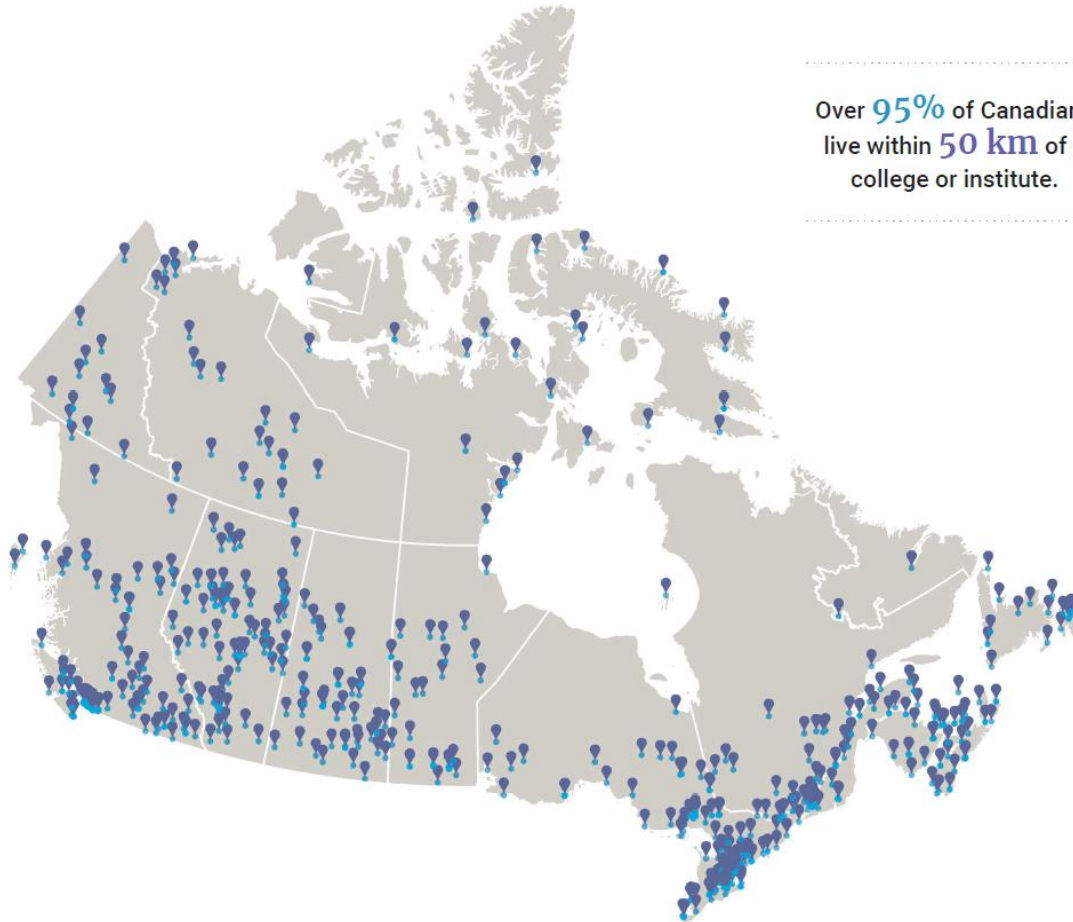 Over 95% of Canadian
live within 50 km of
college or institute.